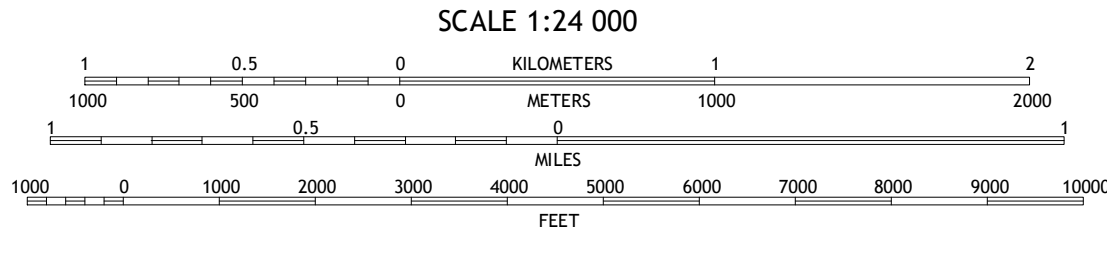 SCALE 1:24 000
1 0.5 0 KILOMETERS 1 2
1000 500 0 METERS 1000 2000
1 0.5 0 1
MILES
1000 0 1000 2000 3000 4000 5000 6000 7000 8000 9000 10000
FEET